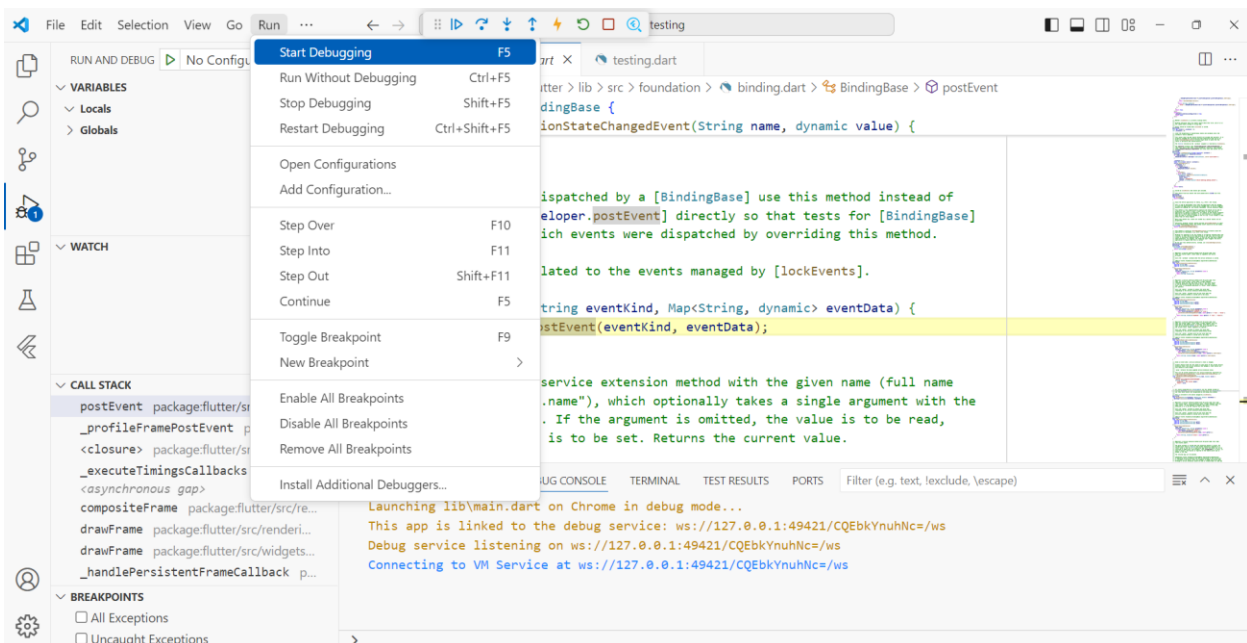 File Edit Selection View Go Run ... testing
RUN AND DEBUG No Configu
VARIABLES
Locals
Globals
WATCH
CALL STACK
postEvent package:flutter/sr
_profileFramePostEvent p
<closure> package:flutter/sr
_executeTimingsCallbacks
<asynchronous gap>
compositeFrame package:flutter/src/re...
drawFrame package:flutter/src/renderi...
drawFrame package:flutter/src/widgets...
_handlePersistentFrameCallback p...
BREAKPOINTS
All Exceptions
Uncaught Exceptions
1
Start Debugging F5
Run Without Debugging Ctrl+F5
Stop Debugging Shift+F5
Restart Debugging Ctrl+Shift+F5
Open Configurations
Add Configuration...
Step Over F10
Step Into F11
Step Out Shift+F11
Continue F5
Toggle Breakpoint F9
New Breakpoint
Enable All Breakpoints
Disable All Breakpoints
Remove All Breakpoints
Install Additional Debuggers...
art testing.dart
utter > lib > src > foundation > binding.dart > BindingBase > postEvent
dingBase {
ionStateChangedEvent(String name, dynamic value) {
ispatched by a [BindingBase] use this method instead of
eloper.postEvent] directly so that tests for [BindingBase]
ich events were dispatched by overriding this method.
lated to the events managed by [lockEvents].
tring eventKind, Map<String, dynamic> eventData) {
ostEvent(eventKind, eventData);
service extension method with the given name (full name
.name"), which optionally takes a single argument with the
. If the argument is omitted, the value is to be read,
is to be set. Returns the current value.
UG CONSOLE TERMINAL TEST RESULTS PORTS Filter (e.g. text, !exclude, \escape)
Launching lib\main.dart on Chrome in debug mode...
This app is linked to the debug service: ws://127.0.0.1:49421/CQEbkYnuhNc=/ws
Debug service listening on ws://127.0.0.1:49421/CQEbkYnuhNc=/ws
Connecting to VM Service at ws://127.0.0.1:49421/CQEbkYnuhNc=/ws
>